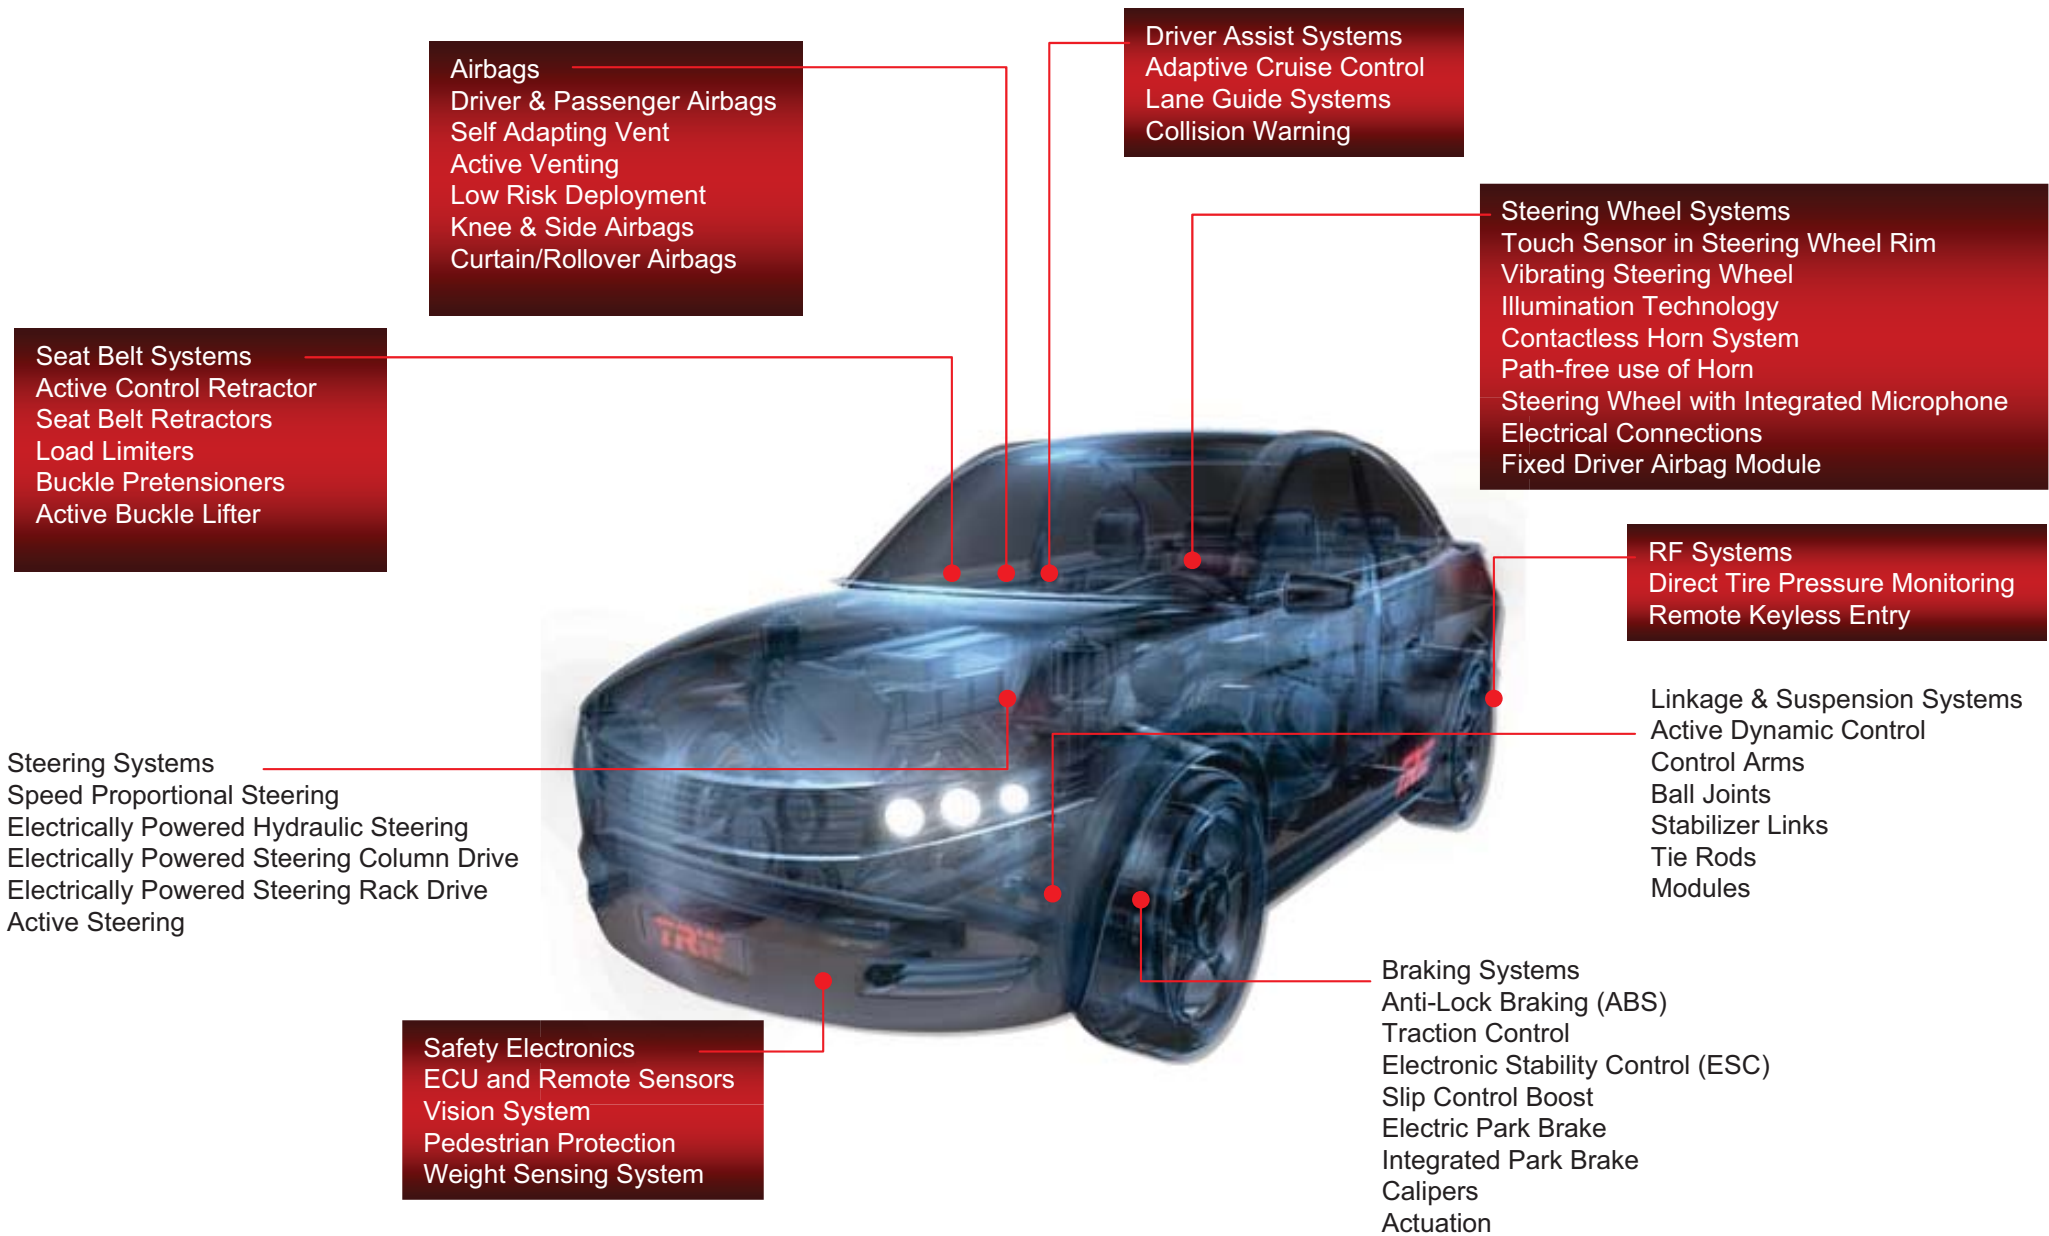 Driver Assist Systems
Adaptive Cruise Control
Lane Guide Systems
Collision Warning
Airbags
Driver & Passenger Airbags
Self Adapting Vent
Active Venting
Low Risk Deployment
Knee & Side Airbags
Curtain/Rollover Airbags
Steering Wheel Systems
Touch Sensor in Steering Wheel Rim
Vibrating Steering Wheel
Illumination Technology
Contactless Horn System
Path-free use of Horn
Steering Wheel with Integrated Microphone
Electrical Connections
Fixed Driver Airbag Module
Seat Belt Systems
Active Control Retractor
Seat Belt Retractors
Load Limiters
Buckle Pretensioners
Active Buckle Lifter
RF Systems
Direct Tire Pressure Monitoring
Remote Keyless Entry
Linkage & Suspension Systems
Active Dynamic Control
Control Arms
Ball Joints
Stabilizer Links
Tie Rods
Modules
Steering Systems
Speed Proportional Steering
Electrically Powered Hydraulic Steering
Electrically Powered Steering Column Drive
Electrically Powered Steering Rack Drive
Active Steering
TRW
Braking Systems
Anti-Lock Braking (ABS)
Traction Control
Electronic Stability Control (ESC)
Slip Control Boost
Electric Park Brake
Integrated Park Brake
Calipers
Actuation
Safety Electronics
ECU and Remote Sensors
Vision System
Pedestrian Protection
Weight Sensing System